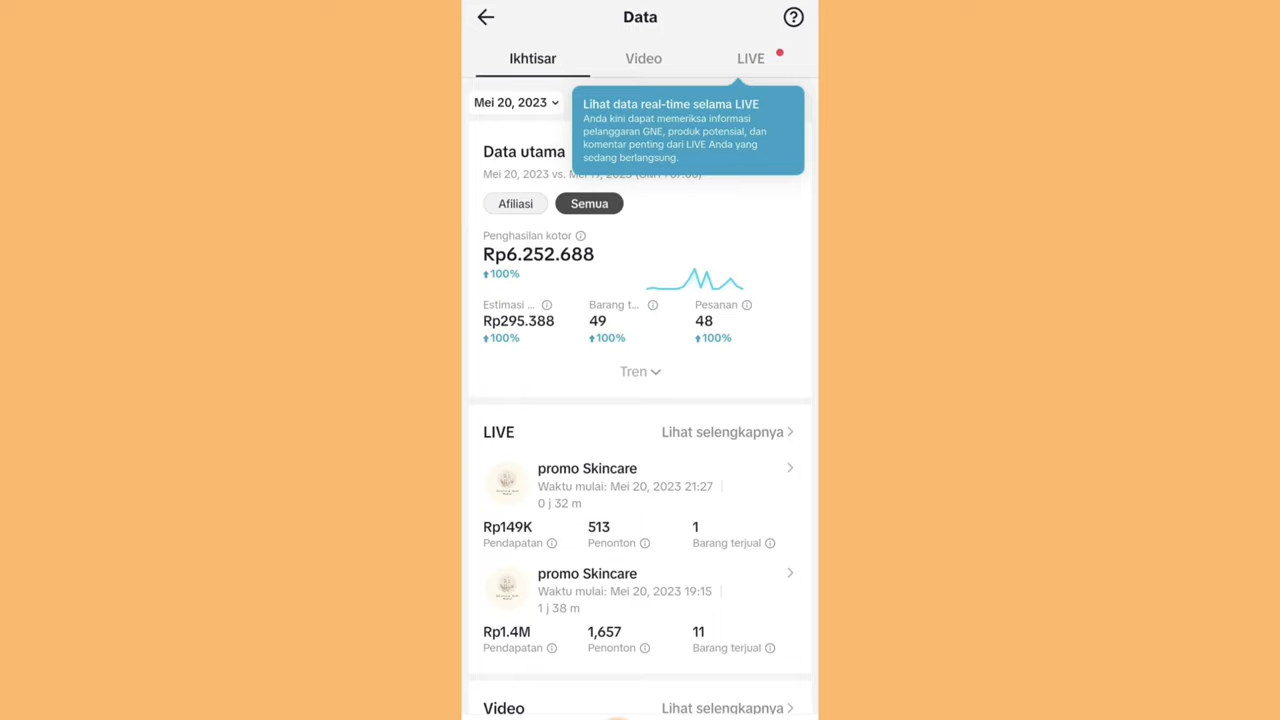 Data
Ikhtisar
Video
LIVE
Mei 20, 2023
Lihat data real-time selama LIVE
Anda kini dapat memeriksa informasi
pelanggaran GNE, produk potensial, dan
komentar penting dari LIVE Anda yang
sedang berlangsung.
Data utama
Mei 20, 2023 vs.
Afiliasi
Semua
Penghasilan kotor
Rp6.252.688
100%
Estimasi ...
Barang t...
Pesanan
Rp295.388
49
48
100%
100%
100%
Tren
LIVE
Lihat selengkapnya
promo Skincare
Waktu mulai: Mei 20, 2023 21:27
0 j 32 m
Rp149K
513
1
Pendapatan
Penonton
Barang terjual
promo Skincare
Waktu mulai: Mei 20, 2023 19:15
1 j 38 m
Rp1.4M
1,657
11
Pendapatan
Penonton
Barang terjual
Video
Lihat selengkapnya